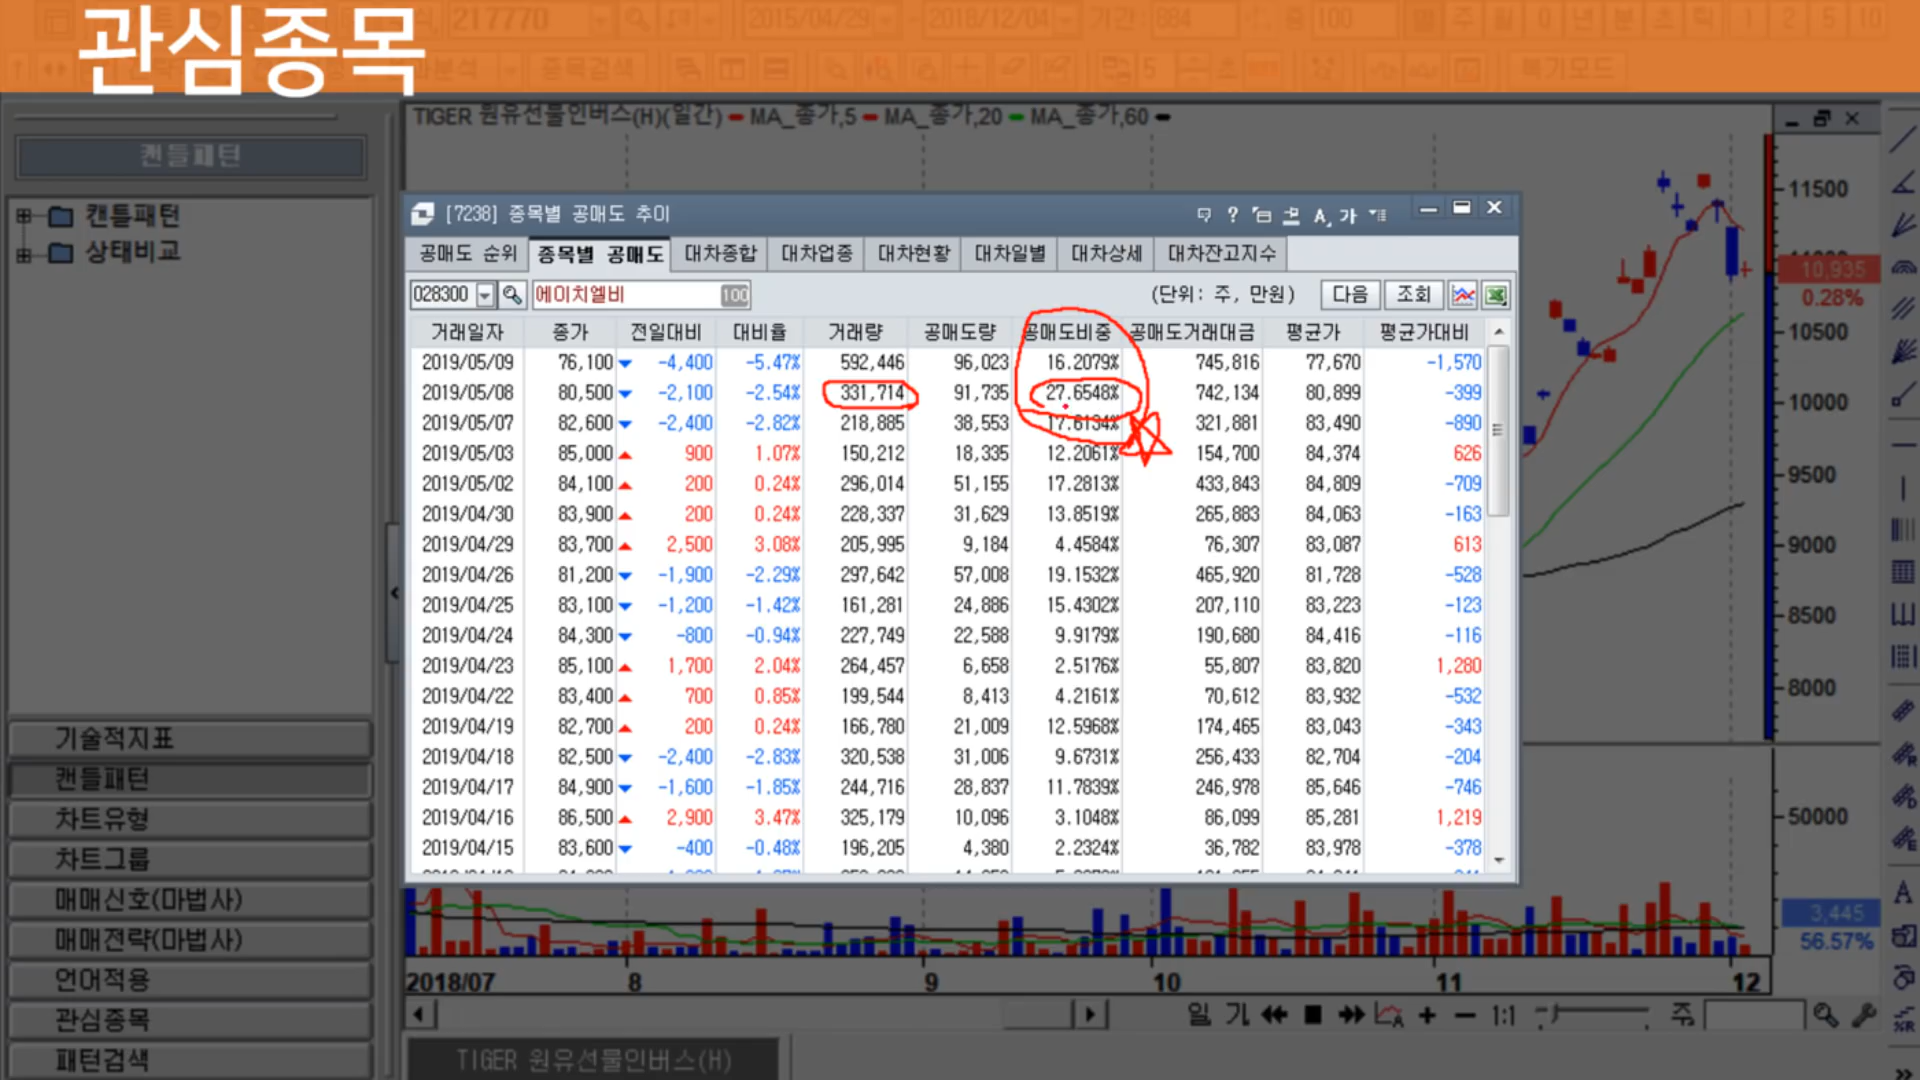 관심종목
217770
2015/04/29 - 2018/12/04 기간: 884 100
복기모드
캔들패턴
캔들패턴
상태비교
기술적지표
캔들패턴
차트유형
차트그룹
매매신호(마법사)
매매전략(마법사)
언어적용
관심종목
패턴검색
TIGER 원유선물인버스(H)(일간) MA_종가,5 MA_종가,20 MA_종가,60
[7238] 종목별 공매도 추이
공매도 순위 종목별 공매도 대차종합 대차업종 대차현황 대차일별 대차상세 대차잔고지수
028300 에이치엘비 100 (단위: 주, 만원) 다음 조회
거래일자 종가 전일대비 대비율 거래량 공매도량 공매도비중 공매도거래대금 평균가 평균가대비
2019/05/09 76,100 ▼ -4,400 -5.47% 592,446 96,023 16.2079% 745,816 77,670 -1,570
2019/05/08 80,500 ▼ -2,100 -2.54% 331,714 91,735 27.6548% 742,134 80,899 -399
2019/05/07 82,600 ▼ -2,400 -2.82% 218,885 38,553 17.6134% 321,881 83,490 -890
2019/05/03 85,000 ▲ 900 1.07% 150,212 18,335 12.2061% 154,700 84,374 626
2019/05/02 84,100 ▲ 200 0.24% 296,014 51,155 17.2813% 433,843 84,809 -709
2019/04/30 83,900 ▲ 200 0.24% 228,337 31,629 13.8519% 265,883 84,063 -163
2019/04/29 83,700 ▲ 2,500 3.08% 205,995 9,184 4.4584% 76,307 83,087 613
2019/04/26 81,200 ▼ -1,900 -2.29% 297,642 57,008 19.1532% 465,920 81,728 -528
2019/04/25 83,100 ▼ -1,200 -1.42% 161,281 24,886 15.4302% 207,110 83,223 -123
2019/04/24 84,300 ▼ -800 -0.94% 227,749 22,588 9.9179% 190,680 84,416 -116
2019/04/23 85,100 ▲ 1,700 2.04% 264,457 6,658 2.5176% 55,807 83,820 1,280
2019/04/22 83,400 ▲ 700 0.85% 199,544 8,413 4.2161% 70,612 83,932 -532
2019/04/19 82,700 ▲ 200 0.24% 166,780 21,009 12.5968% 174,465 83,043 -343
2019/04/18 82,500 ▼ -2,400 -2.83% 320,538 31,006 9.6731% 256,433 82,704 -204
2019/04/17 84,900 ▼ -1,600 -1.85% 244,716 28,837 11.7839% 246,978 85,646 -746
2019/04/16 86,500 ▲ 2,900 3.47% 325,179 10,096 3.1048% 86,099 85,281 1,219
2019/04/15 83,600 ▼ -400 -0.48% 196,205 4,380 2.2324% 36,782 83,978 -378
11500
10,935
0.28%
10500
10000
9500
9000
8500
8000
50000
3,445
56.57%
2018/07 8 9 10 11 12
일 가 1:1 주
TIGER 원유선물인버스(H)